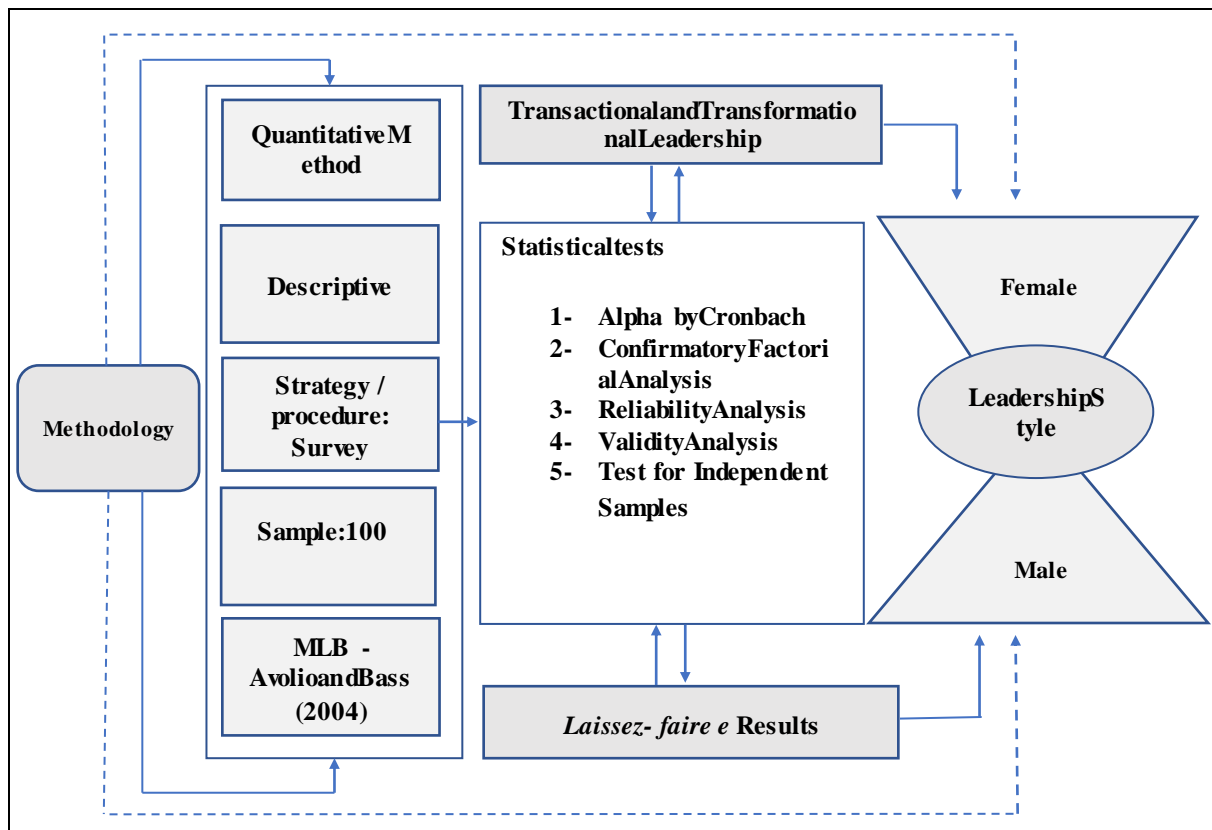 Methodology
QuantitativeM
ethod
Descriptive
Strategy /
procedure:
Survey
Sample:100
MLB -
AvolioandBass
(2004)
TransactionalandTransformatio
nalLeadership
Statisticaltests
1- Alpha byCronbach
2- ConfirmatoryFactori
alAnalysis
3- ReliabilityAnalysis
4- ValidityAnalysis
5- Test for Independent
Samples
Laissez- faire e Results
Female
LeadershipS
tyle
Male